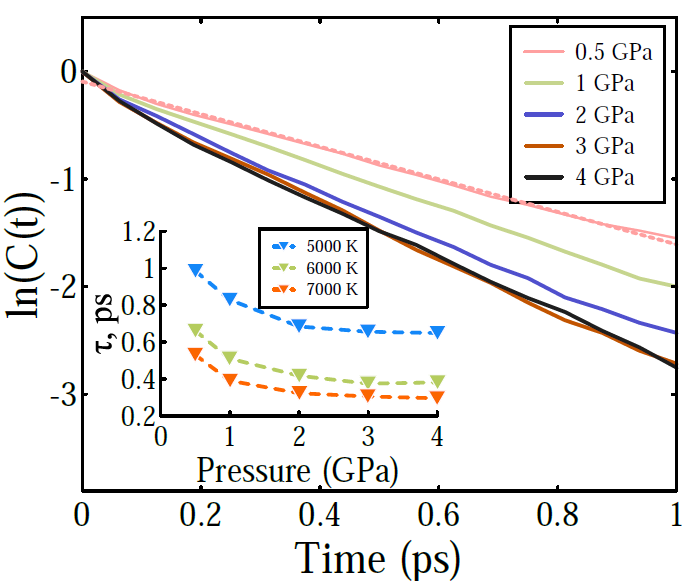 0.5 GPa
1 GPa
2 GPa
3 GPa
4 GPa
0
-1
-2
-3
ln(C(t))
0
0.2
0.4
0.6
0.8
1
Time (ps)
1.2
1
0.8
0.6
0.4
0.2
τ, ps
5000 K
6000 K
7000 K
0
1
2
3
4
Pressure (GPa)